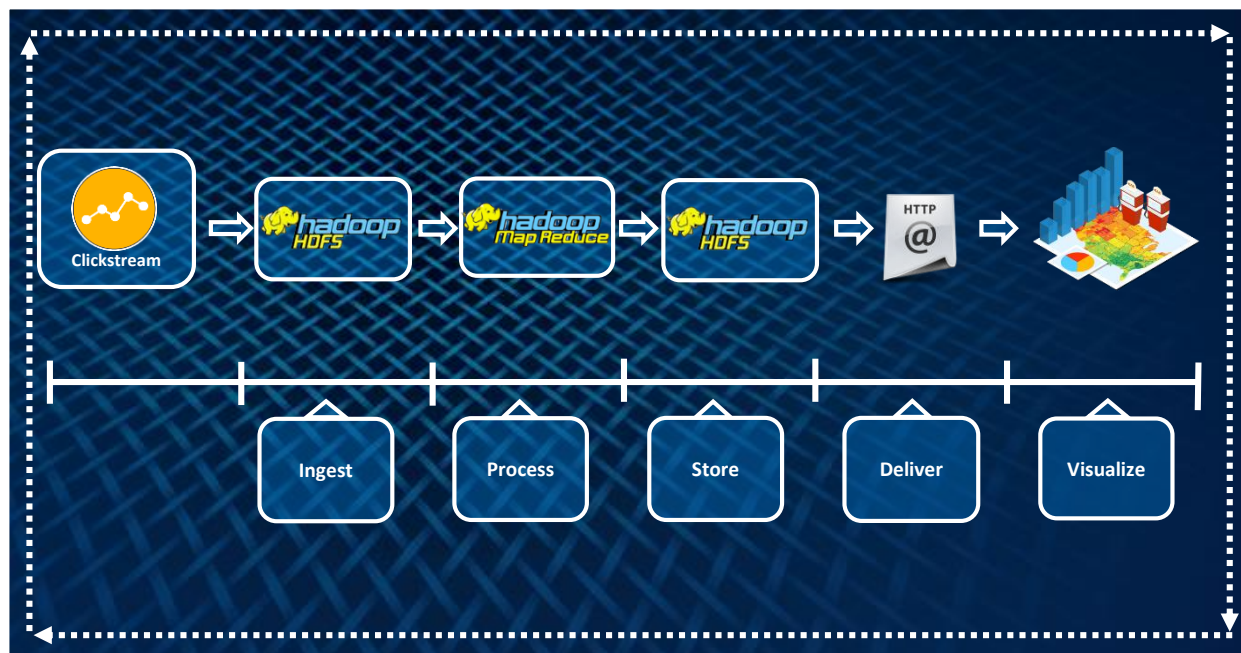 Clickstream
hadoop
HDFS
hadoop
Map Reduce
hadoop
HDFS
HTTP
@
Ingest
Process
Store
Deliver
Visualize